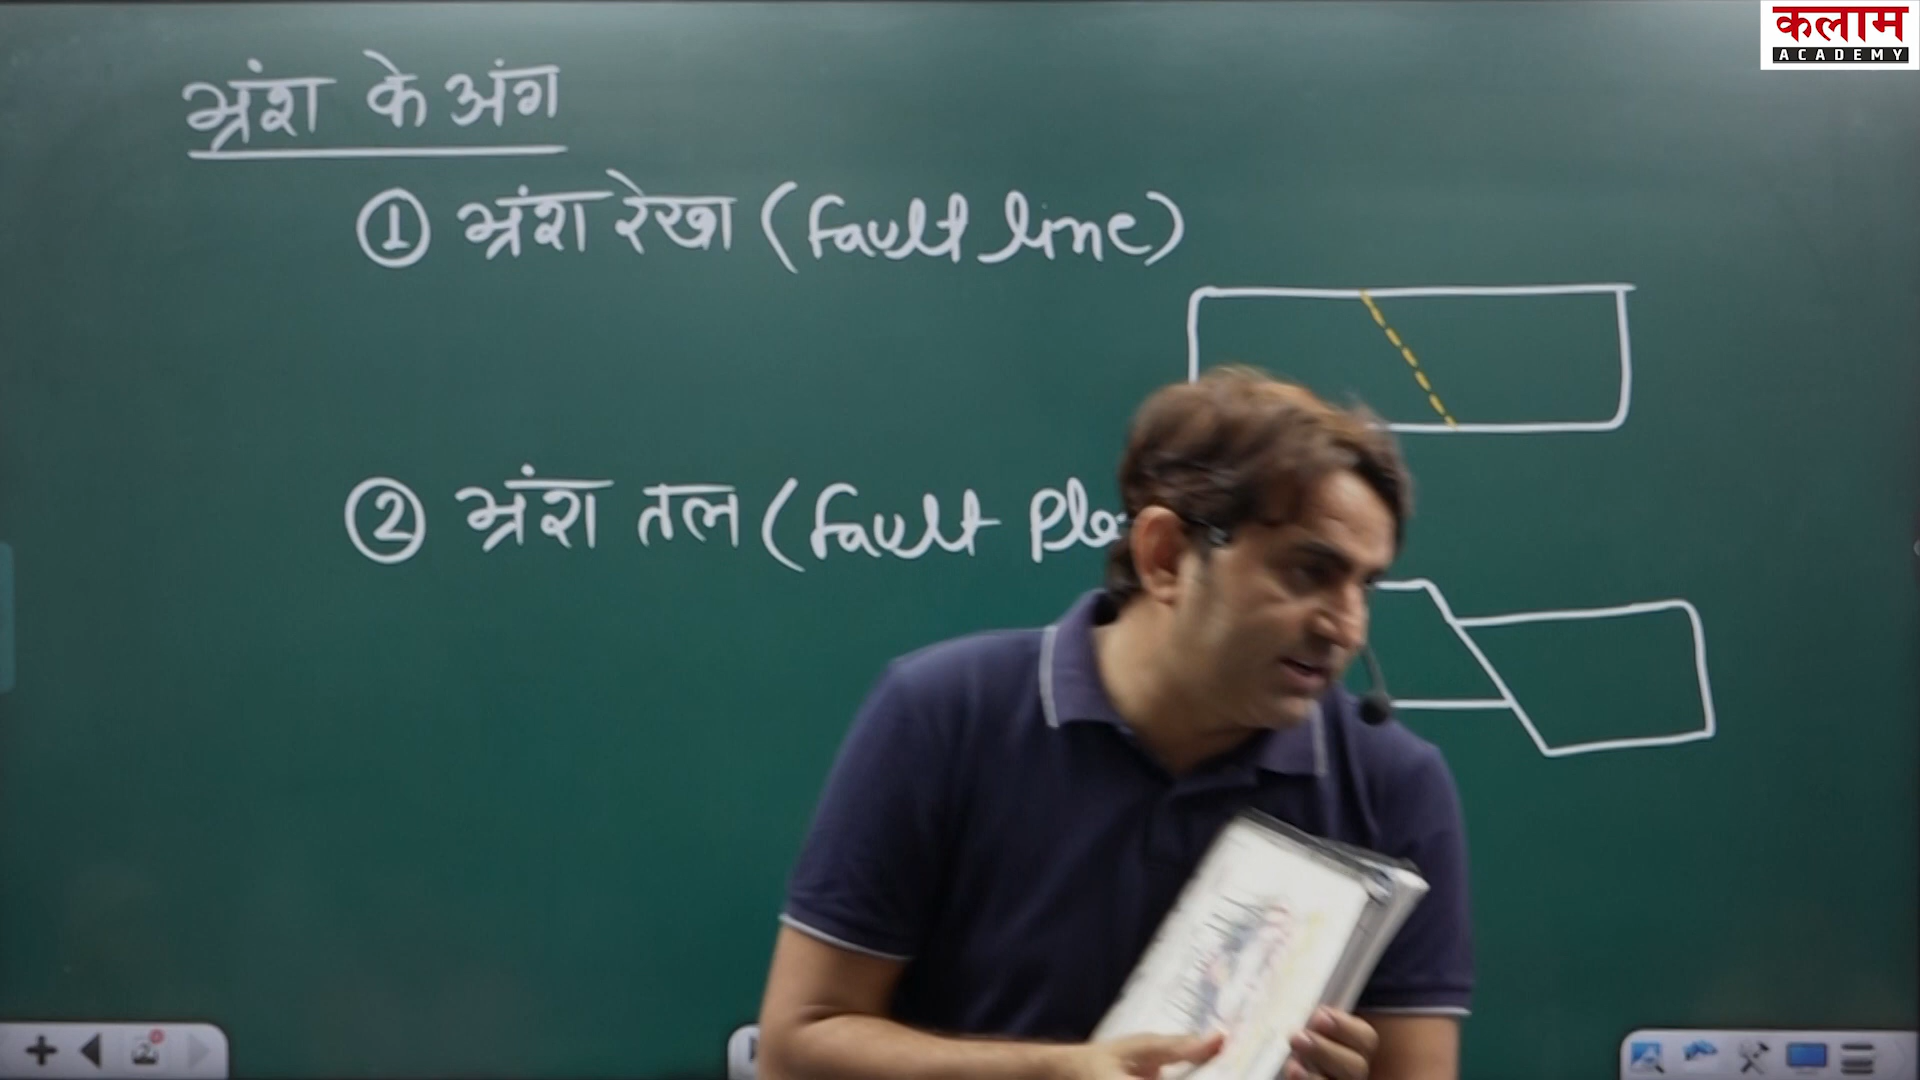 कलाम
ACADEMY
भ्रंश के अंग
① भ्रंश रेखा (Fault line)
② भ्रंश तल (Fault